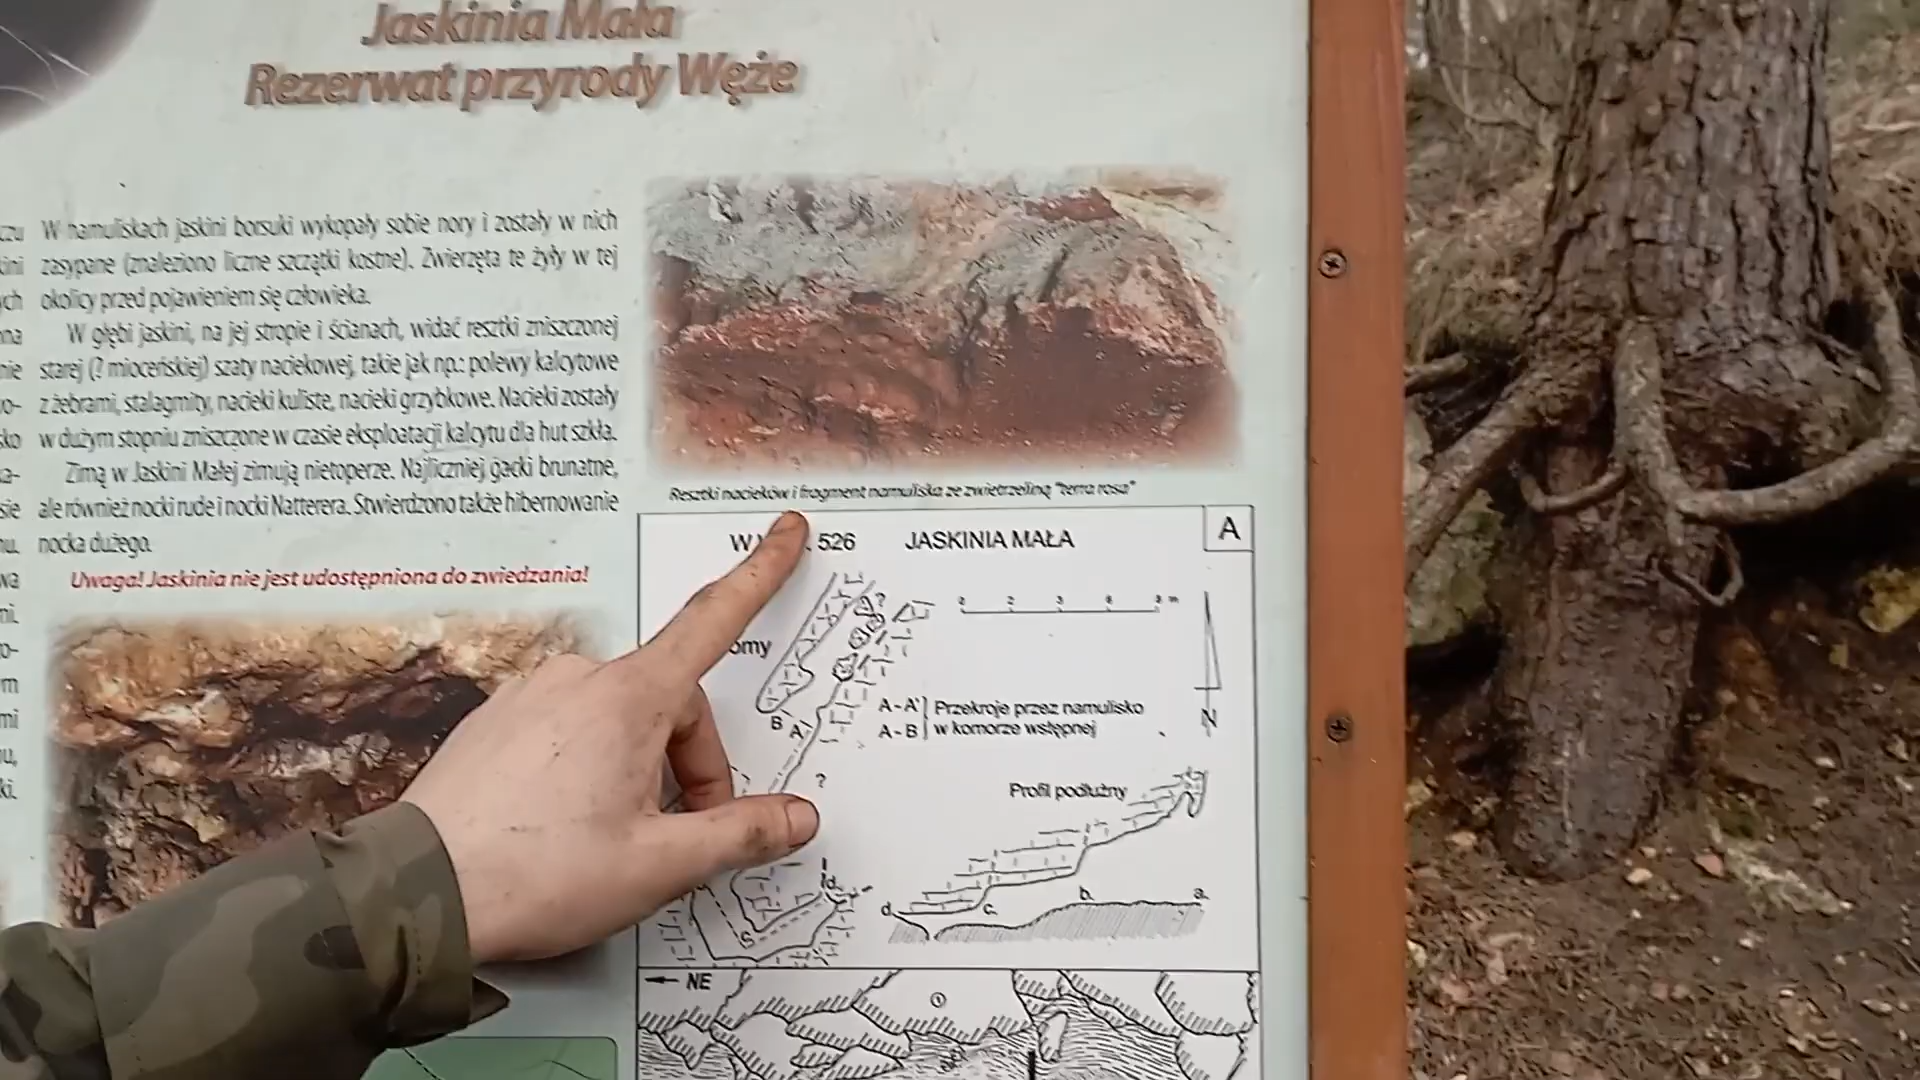 Jaskinia Mała
Rezerwat przyrody Węże
W namuliskach jaskini borsuki wykopały sobie nory i zostały w nich
zasypane (znaleziono liczne szczątki kostne). Zwierzęta te żyły w tej
okolicy przed pojawieniem się człowieka.
W głębi jaskini, na jej stropie i ścianach, widać resztki zniszczonej
starej (? mioceńskiej) szaty naciekowej, takie jak np.: polewy kalcytowe
z żebrami, stalagmity, nacieki kuliste, nacieki grzybkowe. Nacieki zostały
w dużym stopniu zniszczone w czasie eksploatacji kalcytu dla hut szkła.
Zimą w Jaskini Małej zimują nietoperze. Najliczniej gacki brunatne,
ale również nocki rude i nocki Natterera. Stwierdzono także hibernowanie
nocka dużego.
Uwaga! Jaskinia nie jest udostępniona do zwiedzania!
Resztki nacieków i fragment namuliska ze zwietrzeliną "terra rosa"
526 JASKINIA MAŁA A
m
?
A-A' Przekroje przez namulisko
A-B w komorze wstępnej
N
B A
?
Profil podłużny
d. c. b. a.
d.
c
NE
1